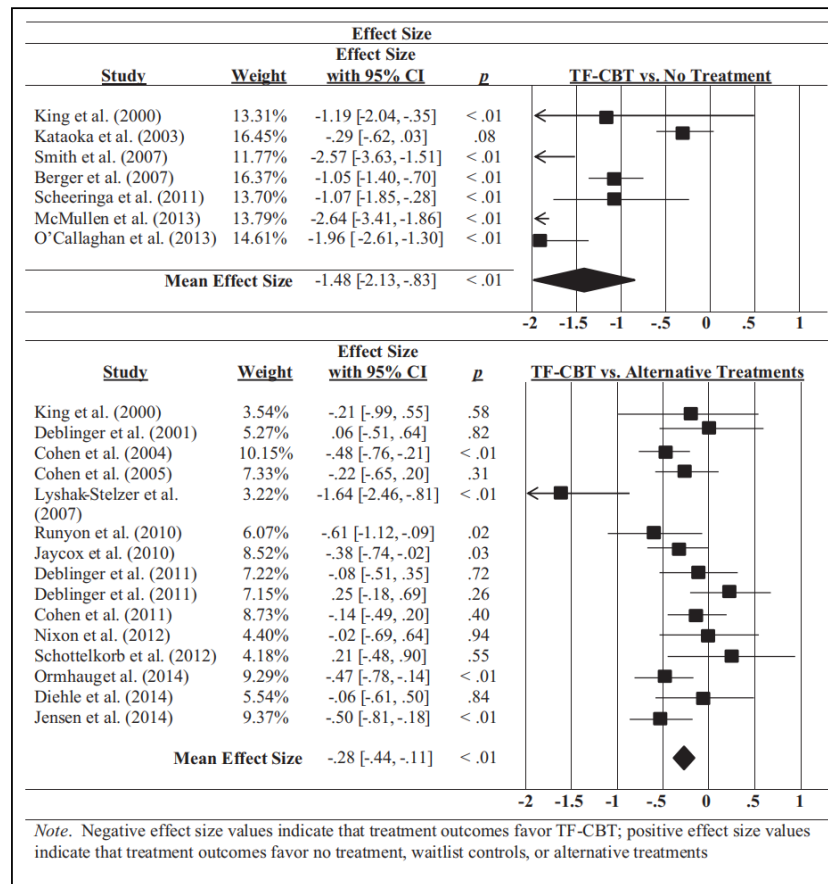 Effect Size
Effect Size
Study Weight with 95% CI p TF-CBT vs. No Treatment
King et al. (2000) 13.31% -1.19 [-2.04, -.35] < .01
Kataoka et al. (2003) 16.45% -.29 [-.62, .03] .08
Smith et al. (2007) 11.77% -2.57 [-3.63, -1.51] < .01
Berger et al. (2007) 16.37% -1.05 [-1.40, -.70] < .01
Scheeringa et al. (2011) 13.70% -1.07 [-1.85, -.28] < .01
McMullen et al. (2013) 13.79% -2.64 [-3.41, -1.86] < .01
O'Callaghan et al. (2013) 14.61% -1.96 [ -2.61, -1.30] < .01
Mean Effect Size -1.48 [-2.13, -.83] < .01
-2 -1.5 -1 -.5 0 .5 1
Effect Size
Study Weight with 95% CI p TF-CBT vs. Alternative Treatments
King et al. (2000) 3.54% -.21 [-.99, .55] .58
Deblinger et al. (2001) 5.27% .06 [-.51, .64] .82
Cohen et al. (2004) 10.15% -.48 [-.76, -.21] < .01
Cohen et al. (2005) 7.33% -.22 [-.65, .20] .31
Lyshak-Stelzer et al. 3.22% -1.64 [-2.46, -.81] < .01
(2007)
Runyon et al. (2010) 6.07% -.61 [-1.12, -.09] .02
Jaycox et al. (2010) 8.52% -.38 [-.74, -.02] .03
Deblinger et al. (2011) 7.22% -.08 [-.51, .35] .72
Deblinger et al. (2011) 7.15% .25 [-.18, .69] .26
Cohen et al. (2011) 8.73% -.14 [-.49, .20] .40
Nixon et al. (2012) 4.40% -.02 [-.69, .64] .94
Schottelkorb et al. (2012) 4.18% .21 [-.48, .90] .55
Ormhauget al. (2014) 9.29% -.47 [-.78, -.14] < .01
Diehle et al. (2014) 5.54% -.06 [-.61, .50] .84
Jensen et al. (2014) 9.37% -.50 [-.81, -.18] < .01
Mean Effect Size -.28 [-.44, -.11] < .01
-2 -1.5 -1 -.5 0 .5 1
Note. Negative effect size values indicate that treatment outcomes favor TF-CBT; positive effect size values
indicate that treatment outcomes favor no treatment, waitlist controls, or alternative treatments